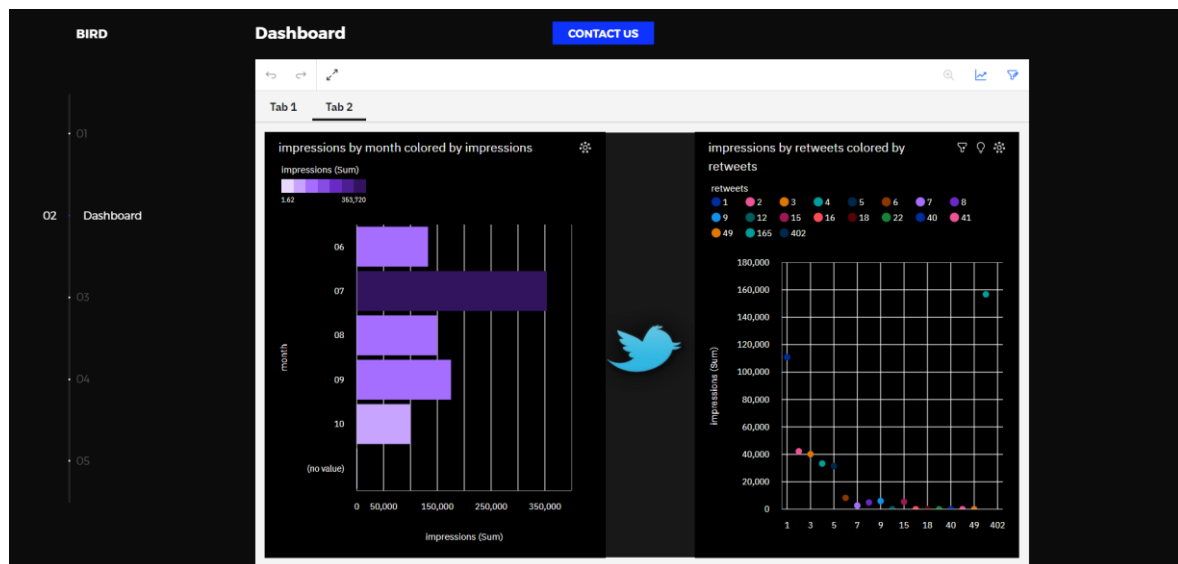 BIRD
Dashboard
CONTACT US
Tab 1
Tab 2
01
02 Dashboard
03
04
05
impressions by month colored by impressions
impressions (Sum)
1.62 353,720
month
06
07
08
09
10
(no value)
0 50,000 150,000 250,000 350,000
impressions (Sum)
impressions by retweets colored by
retweets
retweets
1 2 3 4 5 6 7 8
9 12 15 16 18 22 40 41
49 165 402
impressions (Sum)
180,000
160,000
140,000
120,000
100,000
80,000
60,000
40,000
20,000
0
1 3 5 7 9 15 18 40 49 402